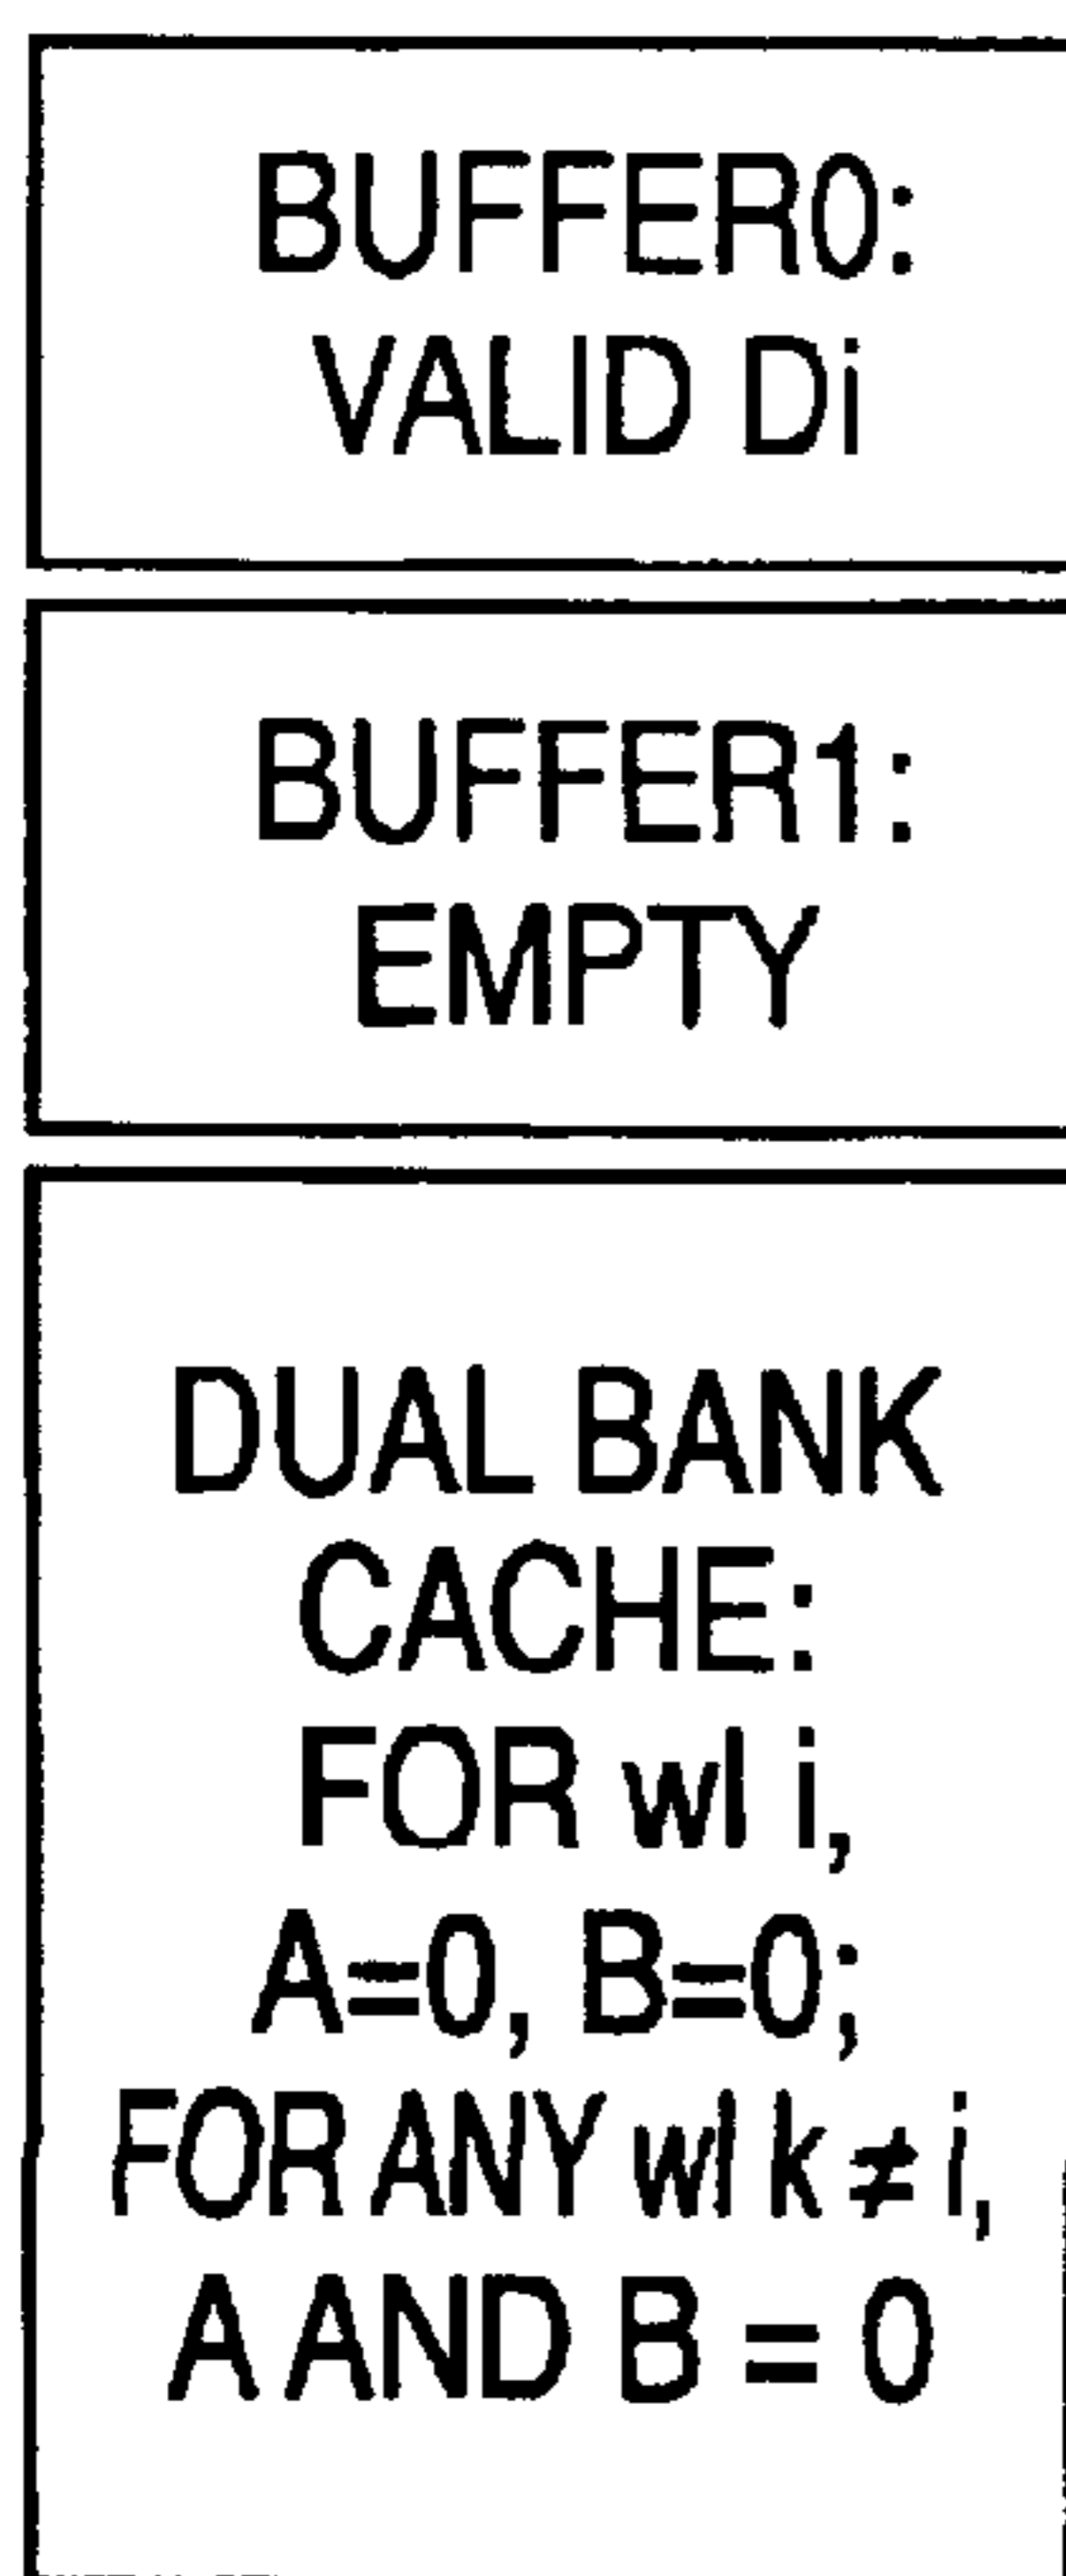 BUFFER0:
VALID Di
BUFFER1:
EMPTY
DUAL BANK
CACHE:
FOR wl i,
A=0, B=0;
FOR ANY wl k ≠ i,
A AND B = 0